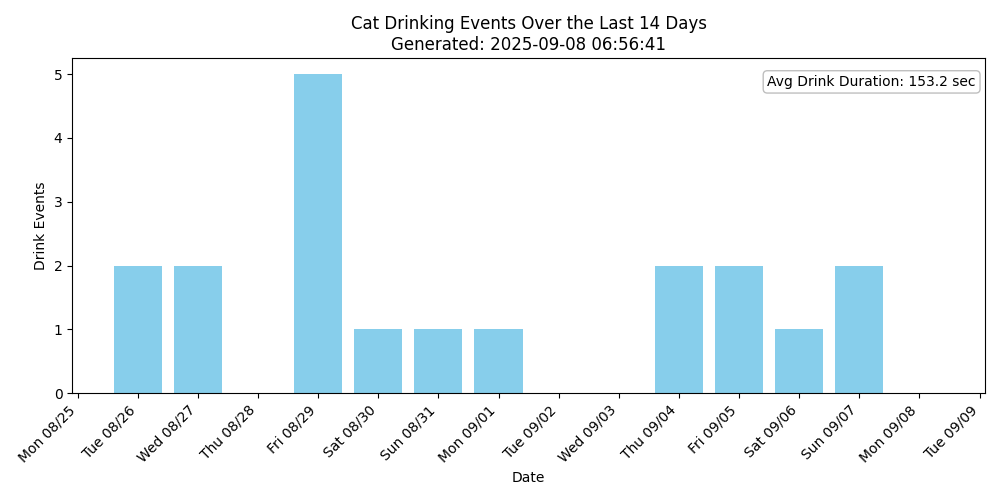 Cat Drinking Events Over the Last 14 Days
Generated: 2025-09-08 06:56:41
Avg Drink Duration: 153.2 sec
Drink Events
5
4
3
2
1
0
Mon 08/25
Tue 08/26
Wed 08/27
Thu 08/28
Fri 08/29
Sat 08/30
Sun 08/31
Mon 09/01
Tue 09/02
Wed 09/03
Thu 09/04
Fri 09/05
Sat 09/06
Sun 09/07
Mon 09/08
Tue 09/09
Date